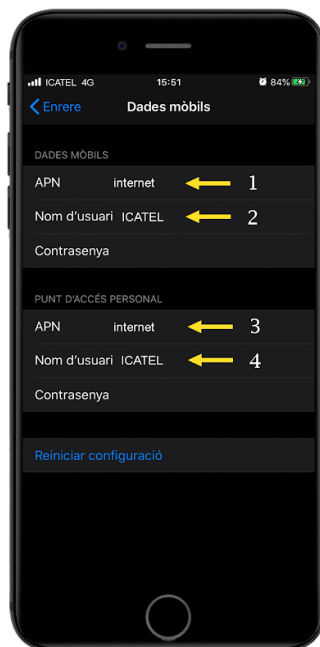 ICATEL 4G 15:51 84%
Enrere Dades mòbils
DADES MÒBILS
APN internet 1
Nom d'usuari ICATEL 2
Contrasenya
PUNT D'ACCÉS PERSONAL
APN internet 3
Nom d'usuari ICATEL 4
Contrasenya
Reiniciar configuració